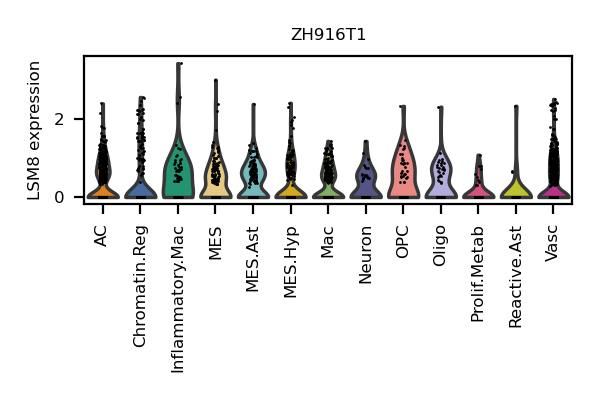 ZH916T1
LSM8 expression
2
0
AC
Chromatin.Reg
Inflammatory.Mac
MES
MES.Ast
MES.Hyp
Mac
Neuron
OPC
Oligo
Prolif.Metab
Reactive.Ast
Vasc